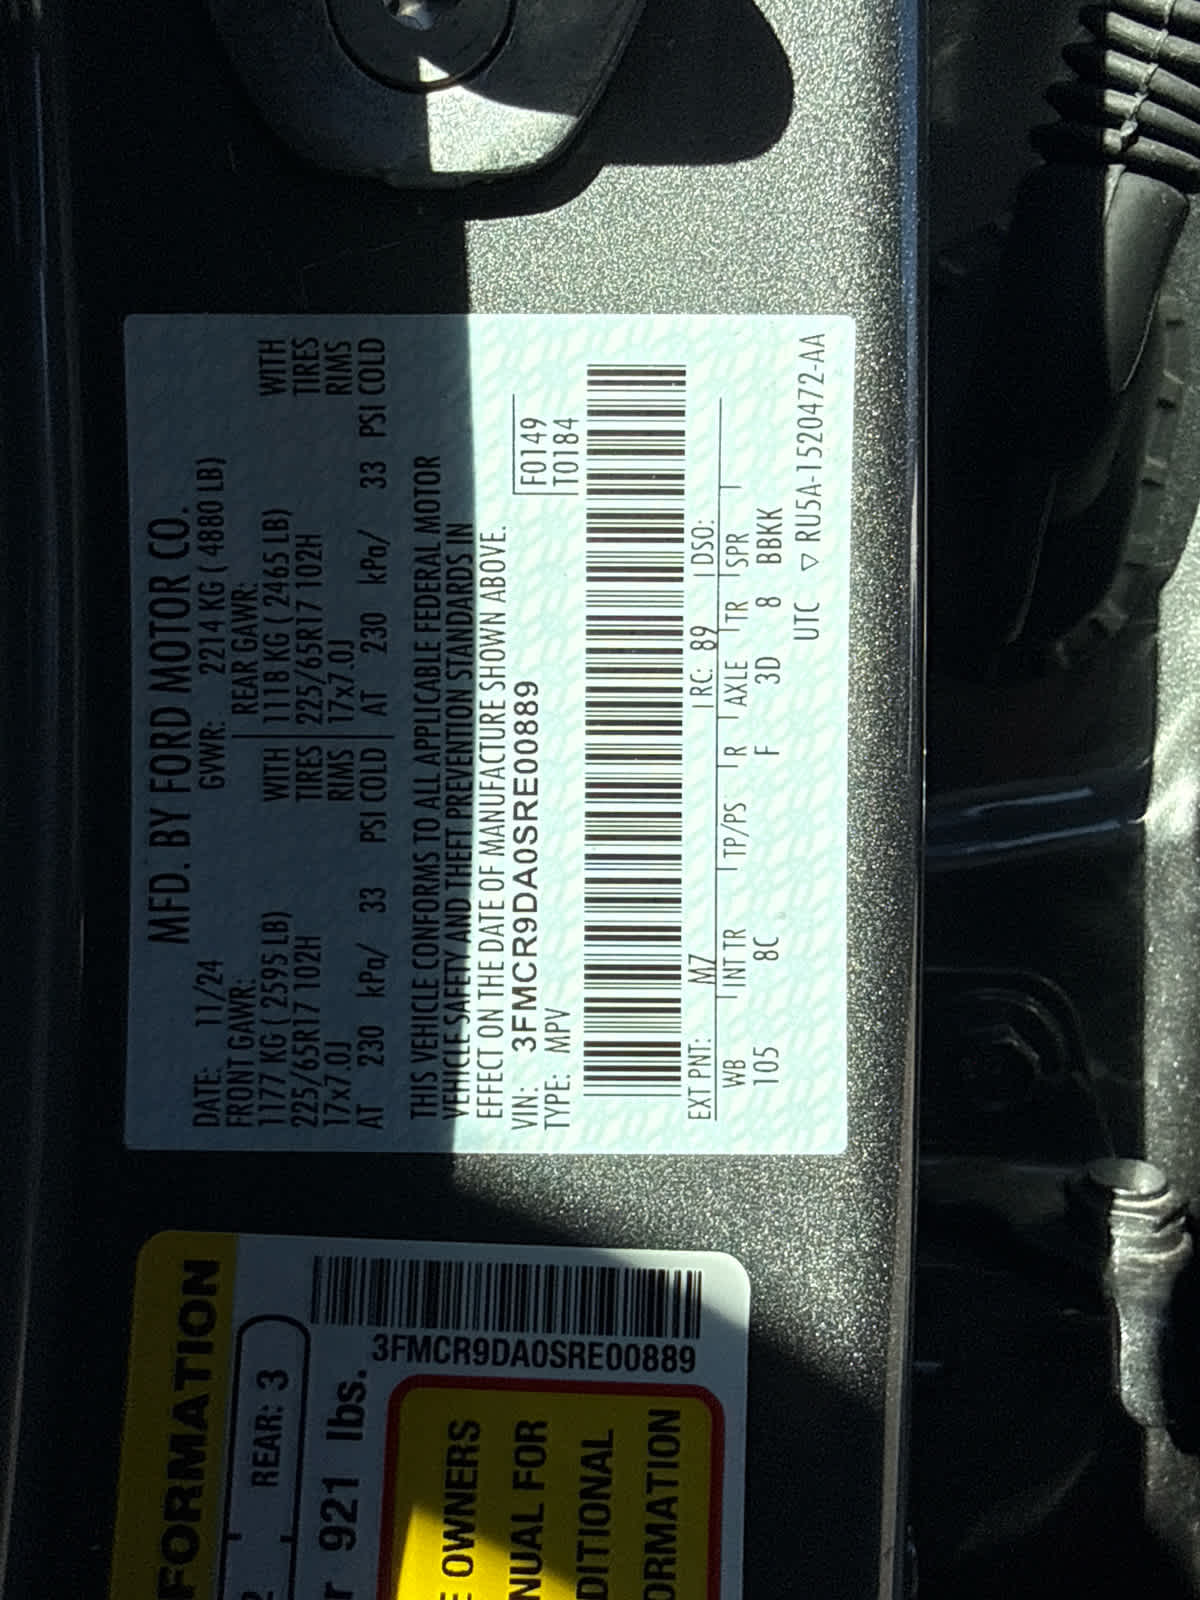 MFD. BY FORD MOTOR CO.
DATE: 11/24 GVWR: 2214 KG ( 4880 LB)
FRONT GAWR: REAR GAWR:
1177 KG ( 2595 LB) WITH 1118 KG ( 2465 LB) WITH
225/65R17 102H TIRES 225/65R17 102H TIRES
17x7.0J RIMS 17x7.0J RIMS
AT 230 kPa/ 33 PSI COLD AT 230 kPa/ 33 PSI COLD
THIS VEHICLE CONFORMS TO ALL APPLICABLE FEDERAL MOTOR
VEHICLE SAFETY AND THEFT PREVENTION STANDARDS IN
EFFECT ON THE DATE OF MANUFACTURE SHOWN ABOVE.
VIN: 3FMCR9DA0SRE00889 F0149
TYPE: MPV T0184
EXT PNT: M7 RC: 89 DSO:
WB INT TR TP/PS R AXLE TR SPR
105 8C F 3D 8 BBKK
UTC ▽ RU5A-1520472-AA
FORMATION
REAR: 3
r 921 lbs.
3FMCR9DA0SRE00889
E OWNERS
NUAL FOR
DITIONAL
ORMATION